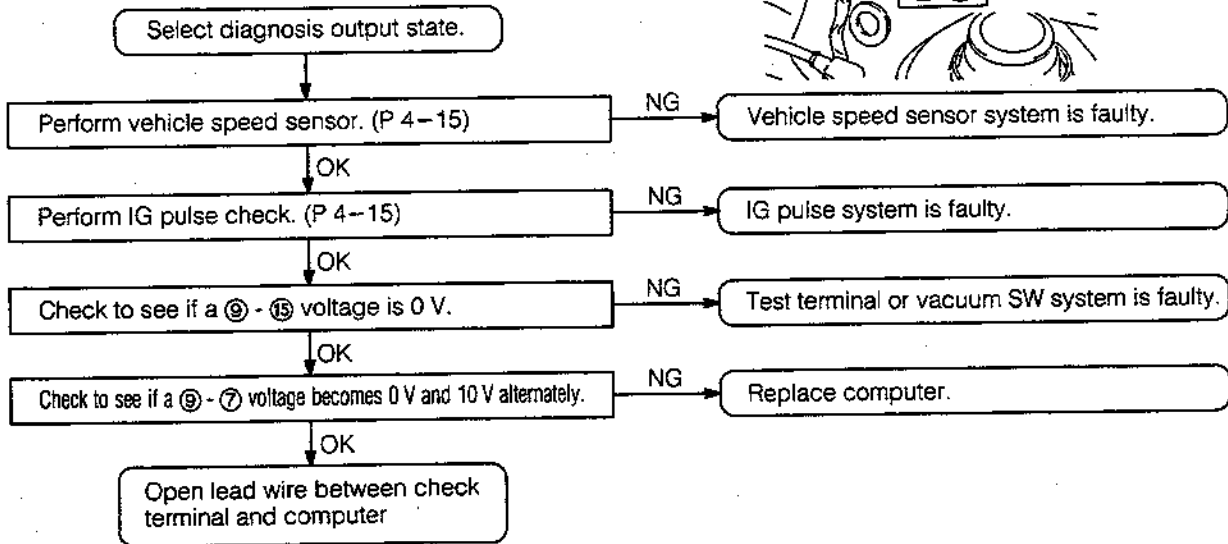 Select diagnosis output state.
Perform vehicle speed sensor. (P 4–15)
NG
Vehicle speed sensor system is faulty.
OK
Perform IG pulse check. (P 4–15)
NG
IG pulse system is faulty.
OK
Check to see if a ⑨ - ⑮ voltage is 0 V.
NG
Test terminal or vacuum SW system is faulty.
OK
Check to see if a ⑨ - ⑦ voltage becomes 0 V and 10 V alternately.
NG
Replace computer.
OK
Open lead wire between check
terminal and computer